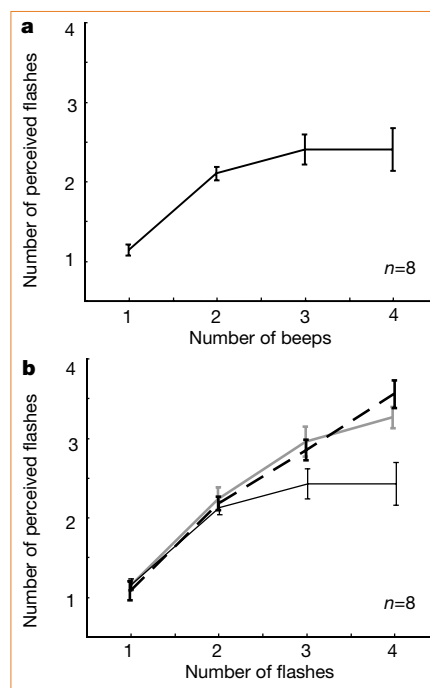 a
4
3
2
1
Number of perceived flashes
n=8
1 2 3 4
Number of beeps
b
4
3
2
1
Number of perceived flashes
n=8
1 2 3 4
Number of flashes